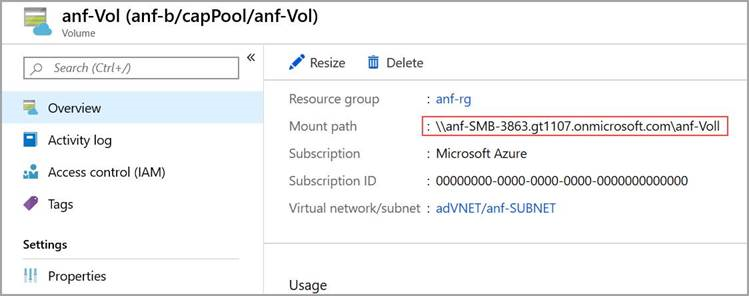 anf-Vol (anf-b/capPool/anf-Vol)
Volume
«
Search (Ctrl+/)
Overview
Activity log
Access control (IAM)
Tags
Settings
Properties
Resize Delete
Resource group : anf-rg
Mount path : \\anf-SMB-3863.gt1107.onmicrosoft.com\anf-Voll
Subscription : Microsoft Azure
Subscription ID : 00000000-0000-0000-0000-0000000000000
Virtual network/subnet : adVNET/anf-SUBNET
Usage